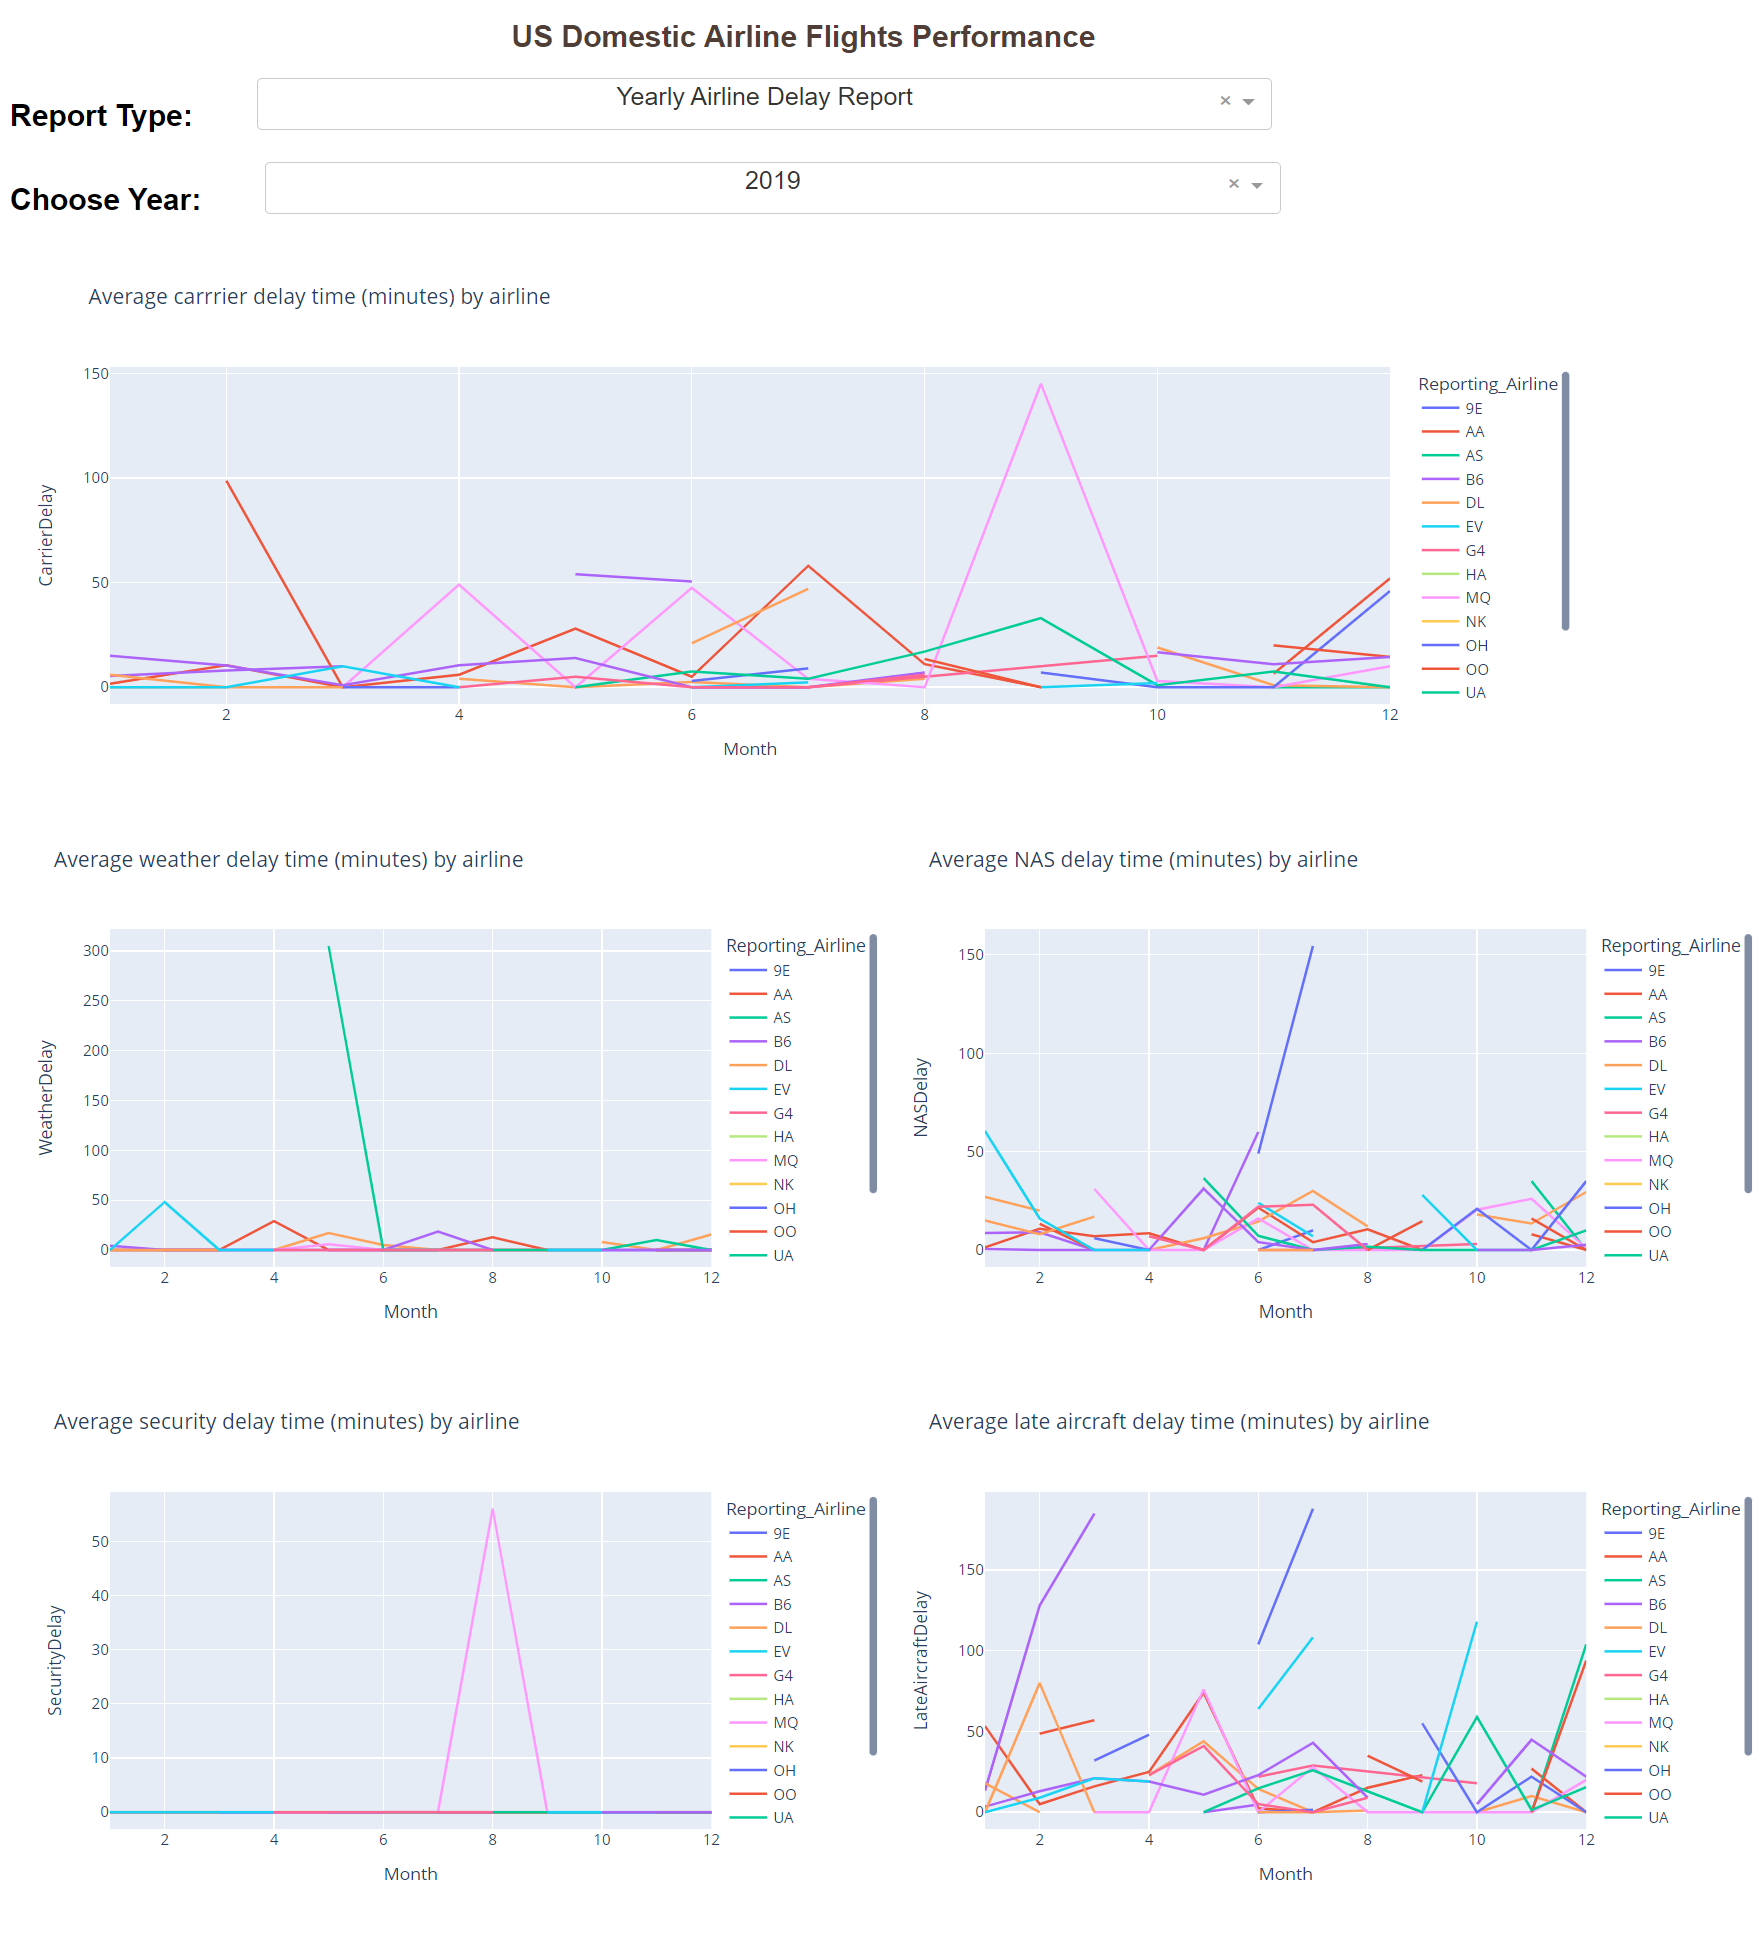 US Domestic Airline Flights Performance
Report Type:
Yearly Airline Delay Report
× 
Choose Year:
2019
×
Average carrrier delay time (minutes) by airline
150
100
50
0
CarrierDelay
2 4 6 8 10 12
Month
Reporting_Airline
9E
AA
AS
B6
DL
EV
G4
HA
MQ
NK
OH
OO
UA
Average weather delay time (minutes) by airline
300
250
200
150
100
50
0
WeatherDelay
2 4 6 8 10 12
Month
Reporting_Airline
9E
AA
AS
B6
DL
EV
G4
HA
MQ
NK
OH
OO
UA
Average NAS delay time (minutes) by airline
150
100
50
0
NASDelay
2 4 6 8 10 12
Month
Reporting_Airline
9E
AA
AS
B6
DL
EV
G4
HA
MQ
NK
OH
OO
UA
Average security delay time (minutes) by airline
50
40
30
20
10
0
SecurityDelay
2 4 6 8 10 12
Month
Reporting_Airline
9E
AA
AS
B6
DL
EV
G4
HA
MQ
NK
OH
OO
UA
Average late aircraft delay time (minutes) by airline
150
100
50
0
LateAircraftDelay
2 4 6 8 10 12
Month
Reporting_Airline
9E
AA
AS
B6
DL
EV
G4
HA
MQ
NK
OH
OO
UA